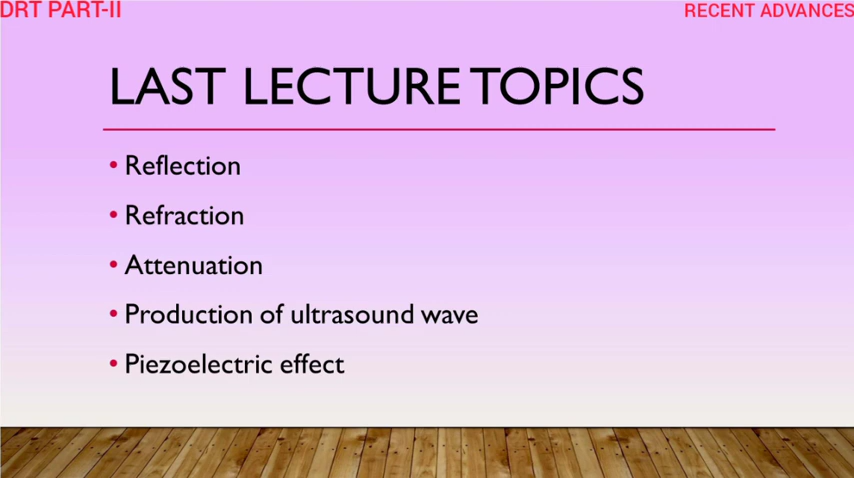 DRT PART-II
RECENT ADVANCES
LAST LECTURE TOPICS
• Reflection
• Refraction
• Attenuation
• Production of ultrasound wave
• Piezoelectric effect